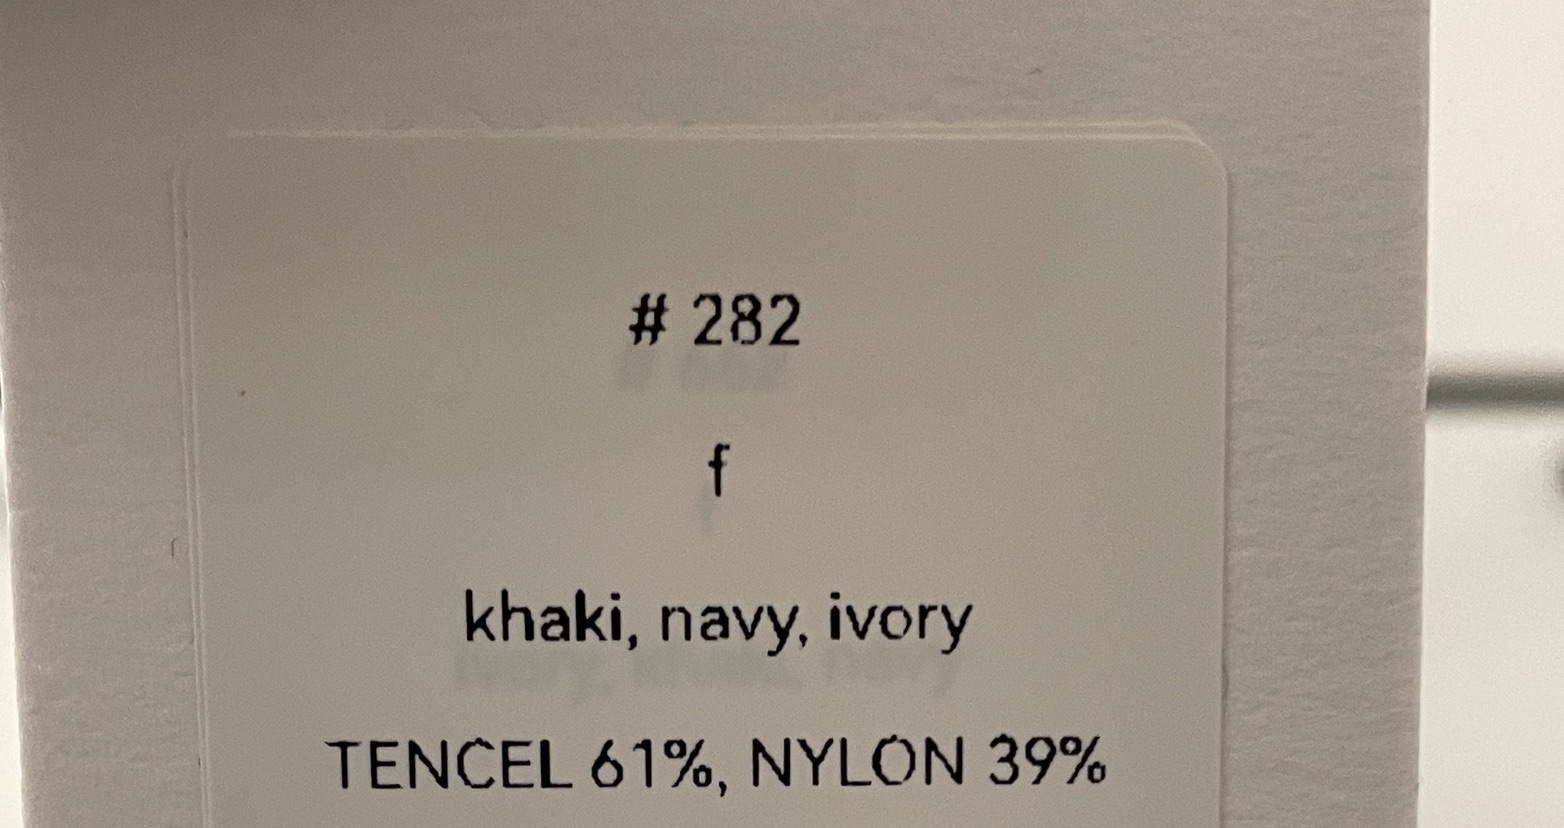 # 282
f
khaki, navy, ivory
TENCEL 61%, NYLON 39%